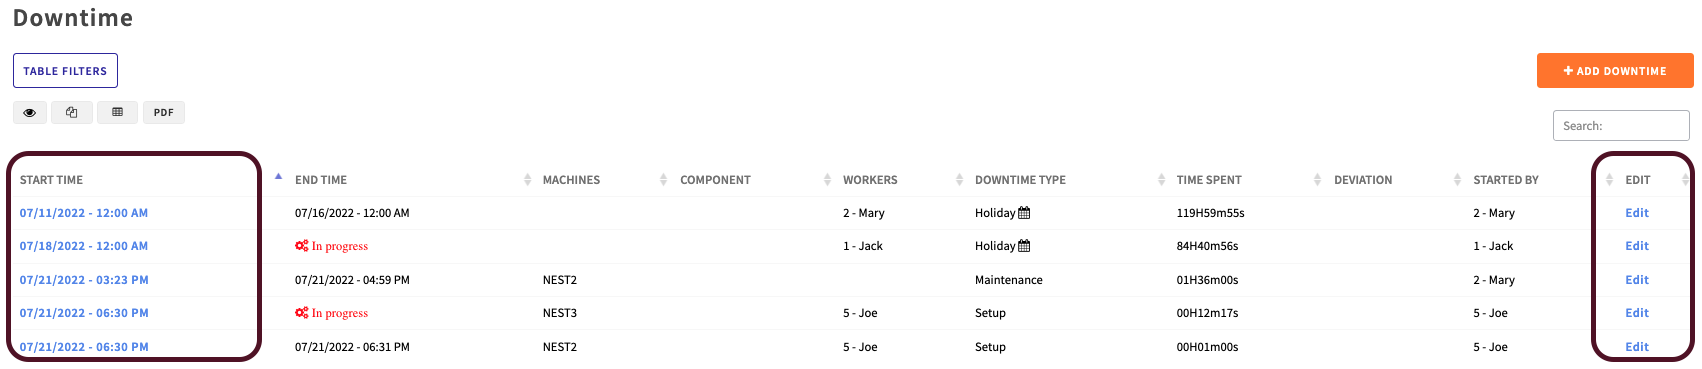 Downtime
TABLE FILTERS
+ ADD DOWNTIME
PDF
Search:
START TIME END TIME MACHINES COMPONENT WORKERS DOWNTIME TYPE TIME SPENT DEVIATION STARTED BY EDIT
07/11/2022 - 12:00 AM 07/16/2022 - 12:00 AM 2 - Mary Holiday 119H59m55s 2 - Mary Edit
07/18/2022 - 12:00 AM In progress 1 - Jack Holiday 84H40m56s 1 - Jack Edit
07/21/2022 - 03:23 PM 07/21/2022 - 04:59 PM NEST2 Maintenance 01H36m00s 2 - Mary Edit
07/21/2022 - 06:30 PM In progress NEST3 5 - Joe Setup 00H12m17s 5 - Joe Edit
07/21/2022 - 06:30 PM 07/21/2022 - 06:31 PM NEST2 5 - Joe Setup 00H01m00s 5 - Joe Edit